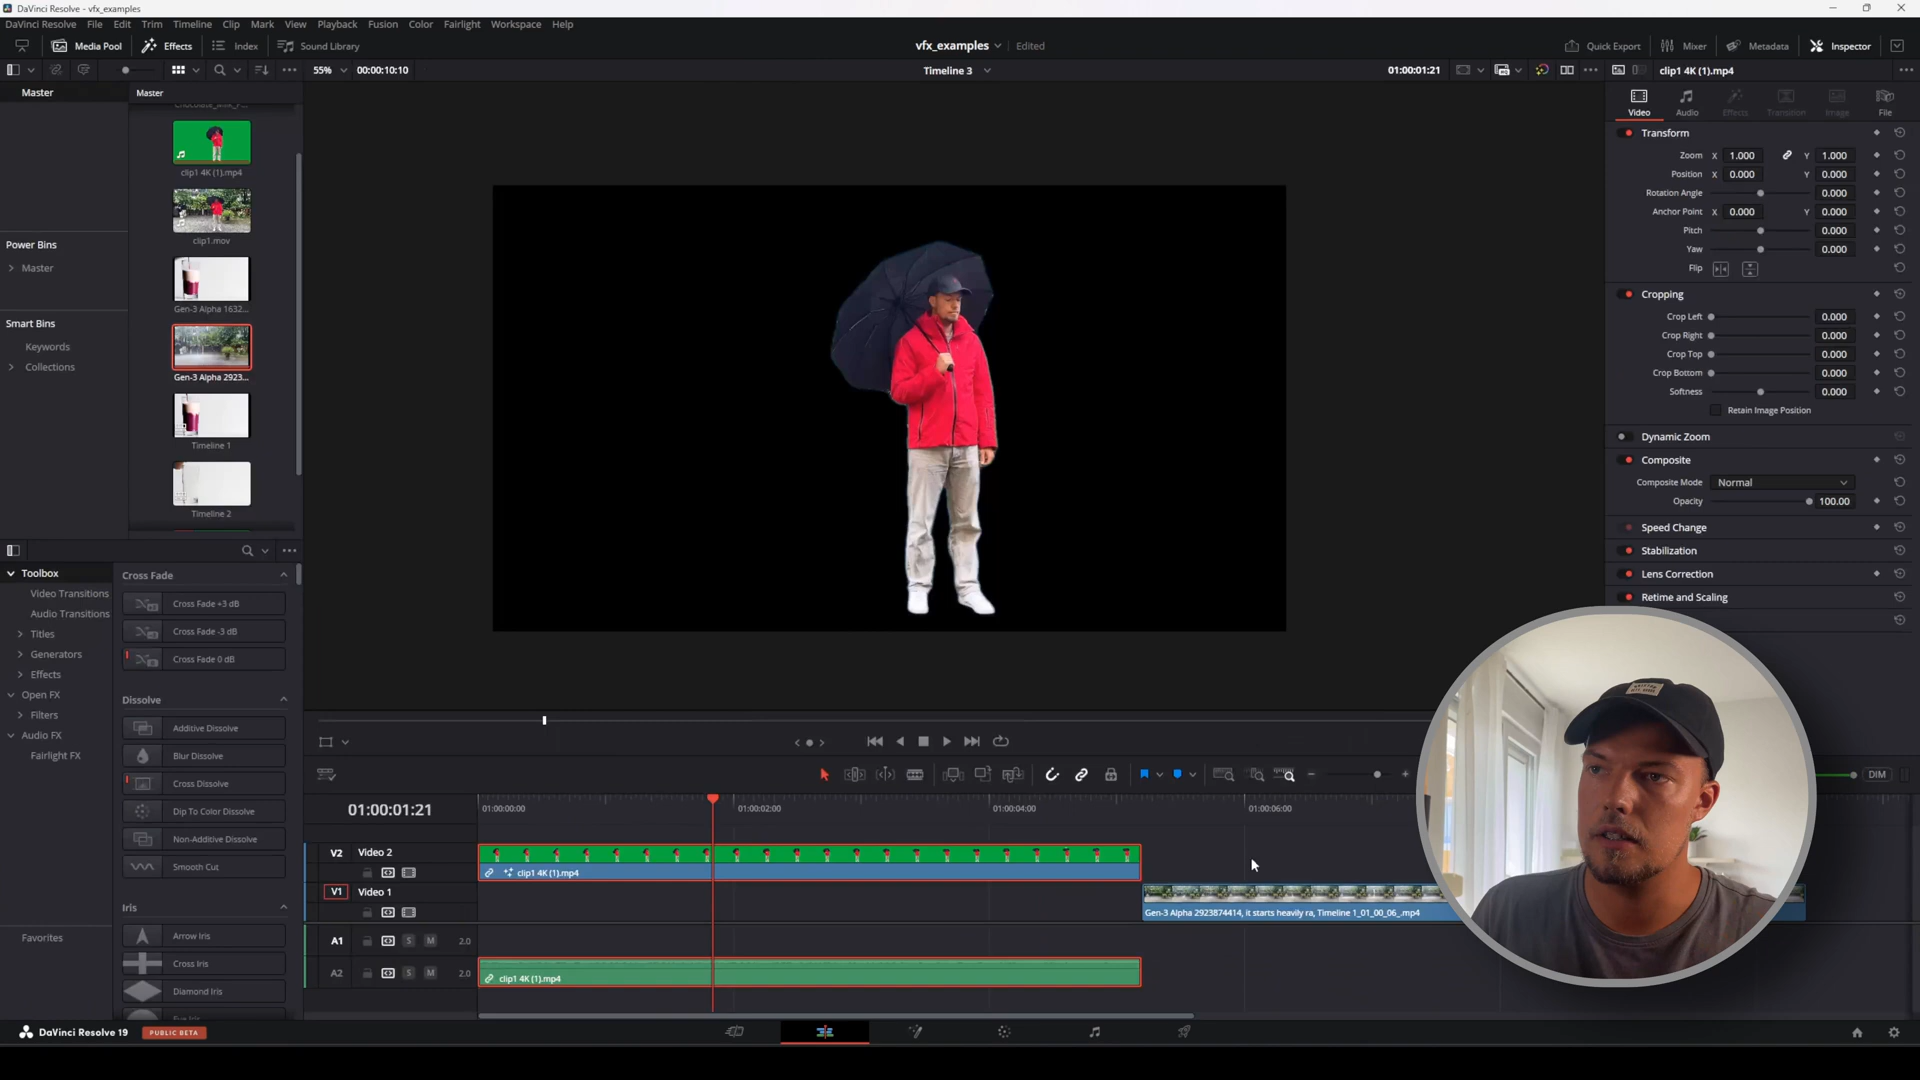 DaVinci Resolve - vfx_examples
DaVinci Resolve File Edit Trim Timeline Clip Mark View Playback Fusion Color Fairlight Workspace Help
Media Pool Effects Index Sound Library vfx_examples Edited Quick Export Mixer Metadata Inspector
55% 00:00:10:10 Timeline 3 01:00:01:21 clip1 4K (1).mp4
Master Master
Video Audio Effects Transition Image File
clip1 4K (1).mp4
clip1.mov
Gen-3 Alpha 1632...
Gen-3 Alpha 2923...
Timeline 1
Timeline 2
Power Bins
Master
Smart Bins
Keywords
Collections
Transform
Zoom X 1.000 Y 1.000
Position X 0.000 Y 0.000
Rotation Angle 0.000
Anchor Point X 0.000 Y 0.000
Pitch 0.000
Yaw 0.000
Flip
Cropping
Crop Left 0.000
Crop Right 0.000
Crop Top 0.000
Crop Bottom 0.000
Softness 0.000
Retain Image Position
Dynamic Zoom
Composite
Composite Mode Normal
Opacity 100.00
Speed Change
Stabilization
Lens Correction
Retime and Scaling
Toolbox
Video Transitions
Audio Transitions
Titles
Generators
Effects
Open FX
Filters
Audio FX
Fairlight FX
Favorites
Cross Fade
Cross Fade +3 dB
Cross Fade -3 dB
Cross Fade 0 dB
Dissolve
Additive Dissolve
Blur Dissolve
Cross Dissolve
Dip To Color Dissolve
Non-Additive Dissolve
Smooth Cut
Iris
Arrow Iris
Cross Iris
Diamond Iris
DIM
01:00:01:21 01:00:00:00 01:00:02:00 01:00:04:00 01:00:06:00
V2 Video 2
clip1 4K (1).mp4
V1 Video 1
Gen-3 Alpha 2923874414, it starts heavily ra, Timeline 1_01_00_06_.mp4
A1 S M 2.0
A2 S M 2.0
clip1 4K (1).mp4
DaVinci Resolve 19 PUBLIC BETA